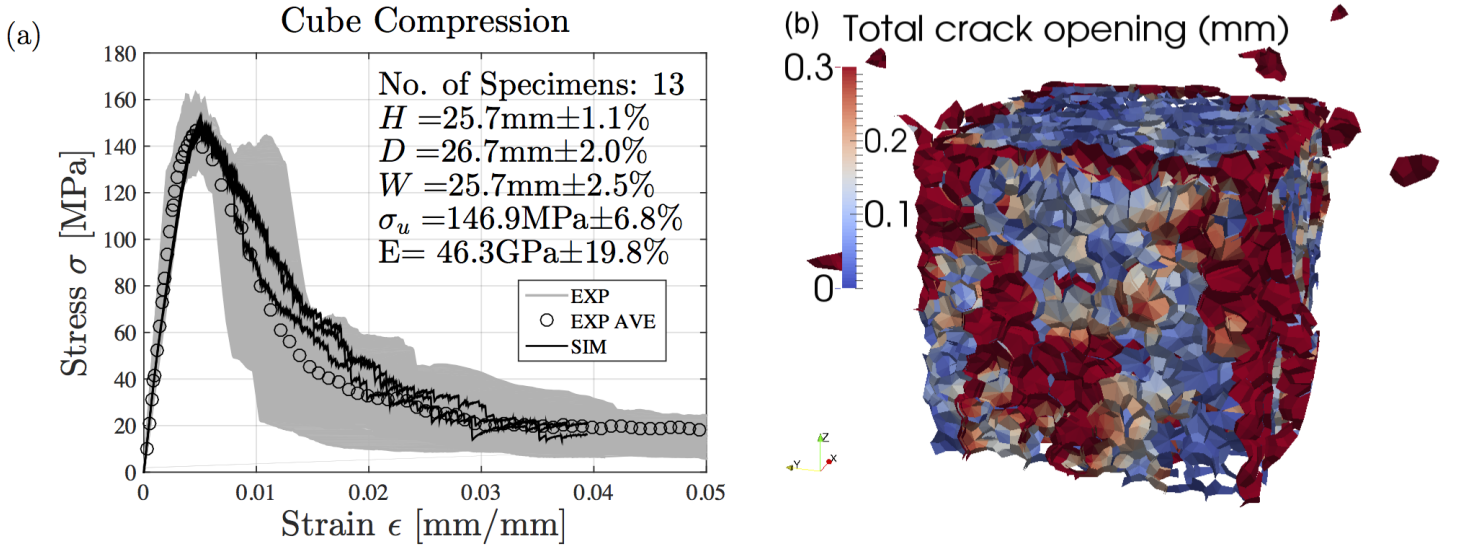 (a)
Cube Compression
180
160
140
120
100
80
60
40
20
0
Stress σ [MPa]
No. of Specimens: 13
H =25.7mm±1.1%
D =26.7mm±2.0%
W =25.7mm±2.5%
σu =146.9MPa±6.8%
E= 46.3GPa±19.8%
EXP
EXP AVE
SIM
0 0.01 0.02 0.03 0.04 0.05
Strain ϵ [mm/mm]
(b) Total crack opening (mm)
0.3
0.2
0.1
0
Z
Y
X